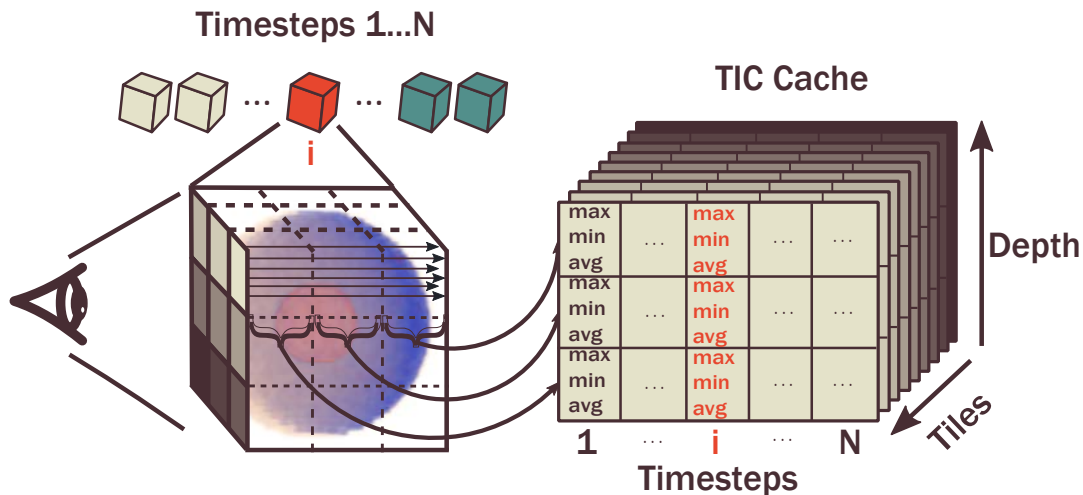 Timesteps 1...N
... ...
i
TIC Cache
max ... max ... ...
min min
avg avg
max ... max ... ...
min min
avg avg
max ... max ... ...
min min
avg avg
Depth
Tiles
1 ... i ... N
Timesteps